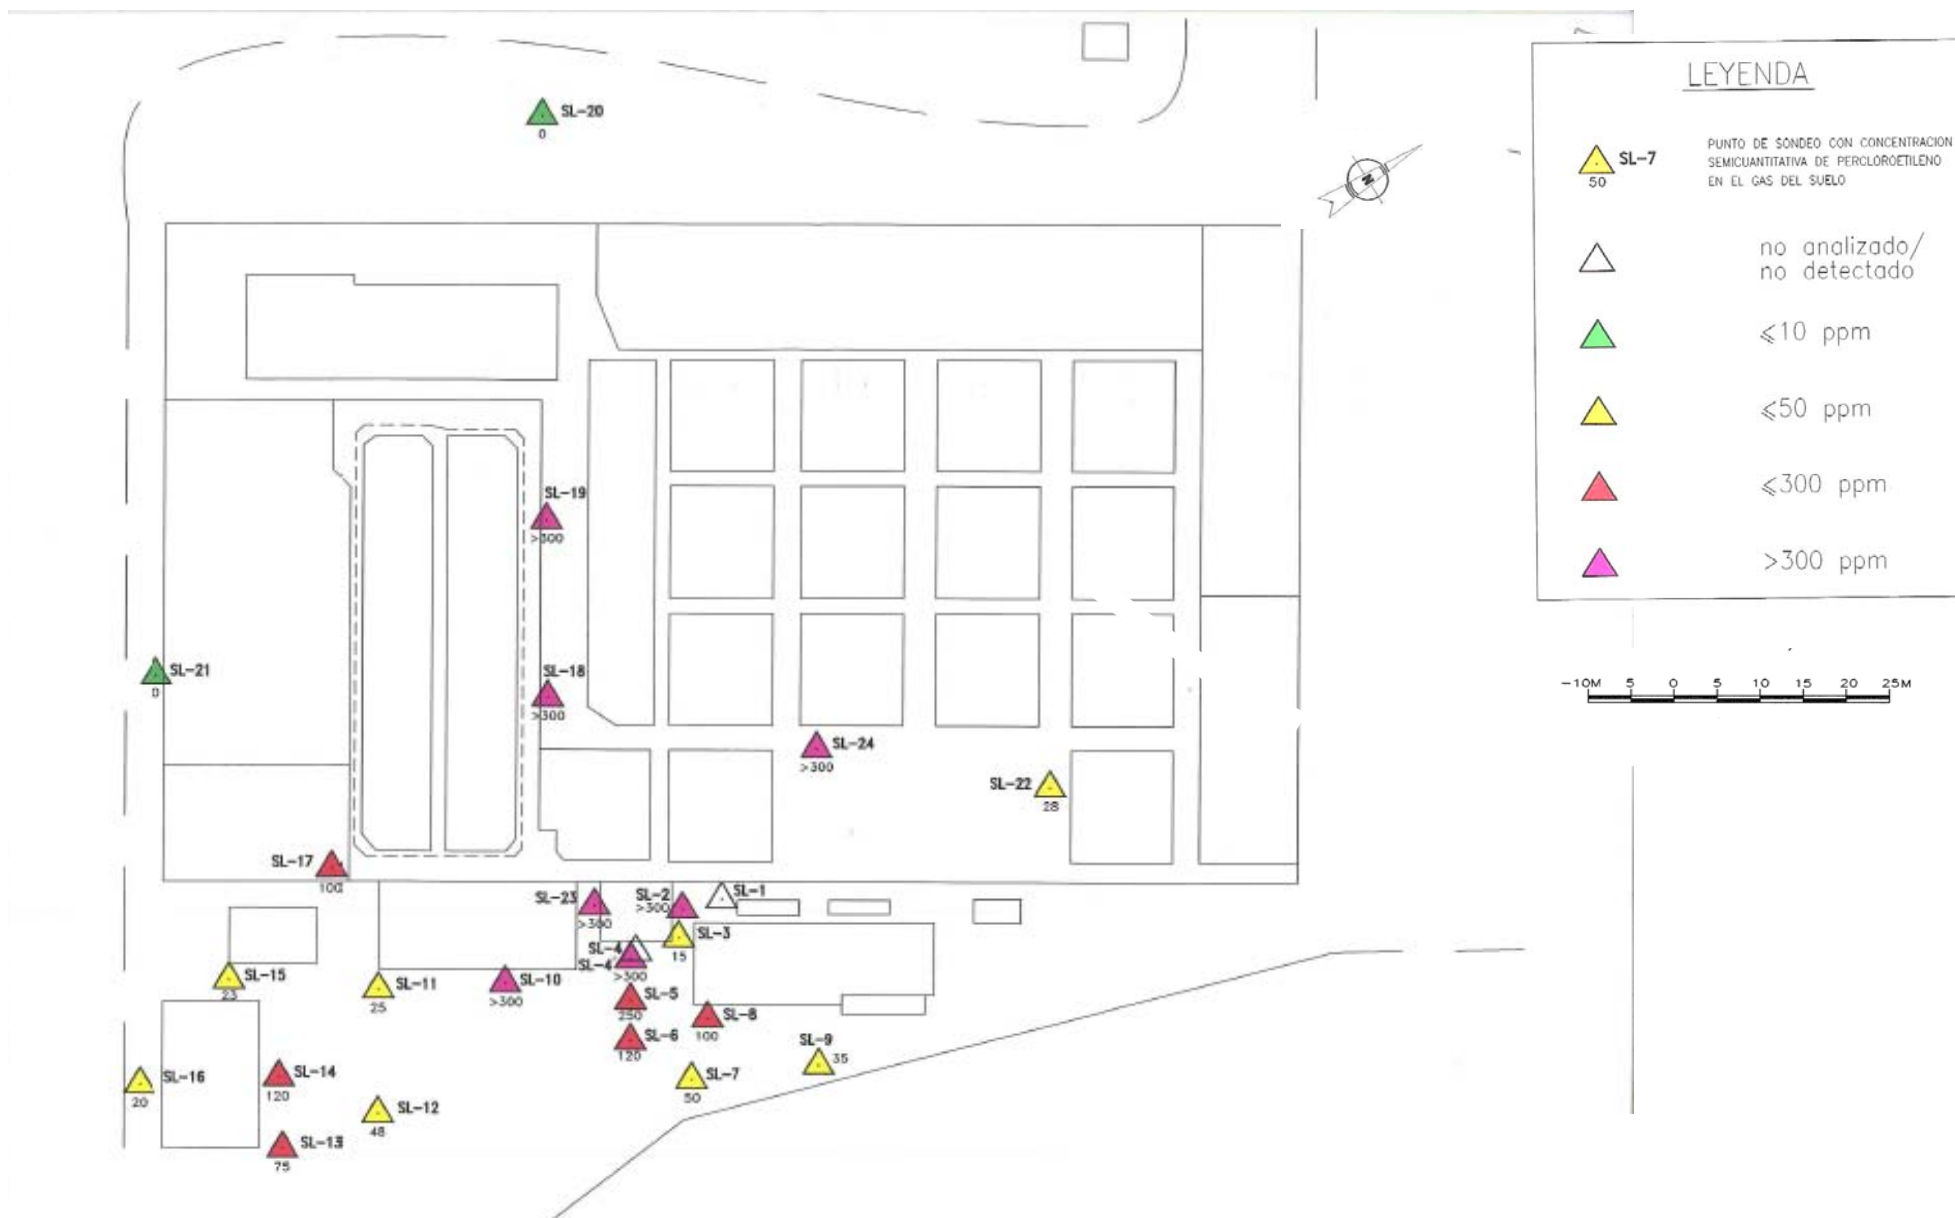 LEYENDA
SL-7
50
PUNTO DE SONDEO CON CONCENTRACION
SEMICUANTITATIVA DE PERCLOROETILENO
EN EL GAS DEL SUELO
no analizado/
no detectado
⩽10 ppm
⩽50 ppm
⩽300 ppm
>300 ppm
-10M 5 0 5 10 15 20 25M
N
SL-20
0
SL-19
>300
SL-21
0
SL-18
>300
SL-24
>300
SL-22
28
SL-17
100
SL-23
>300
SL-2
>300
SL-1
SL-3
15
SL-4
SL-4
>300
SL-15
23
SL-11
25
SL-10
>300
SL-5
250
SL-8
100
SL-6
120
SL-9
35
SL-7
50
SL-16
20
SL-14
120
SL-12
48
SL-13
75